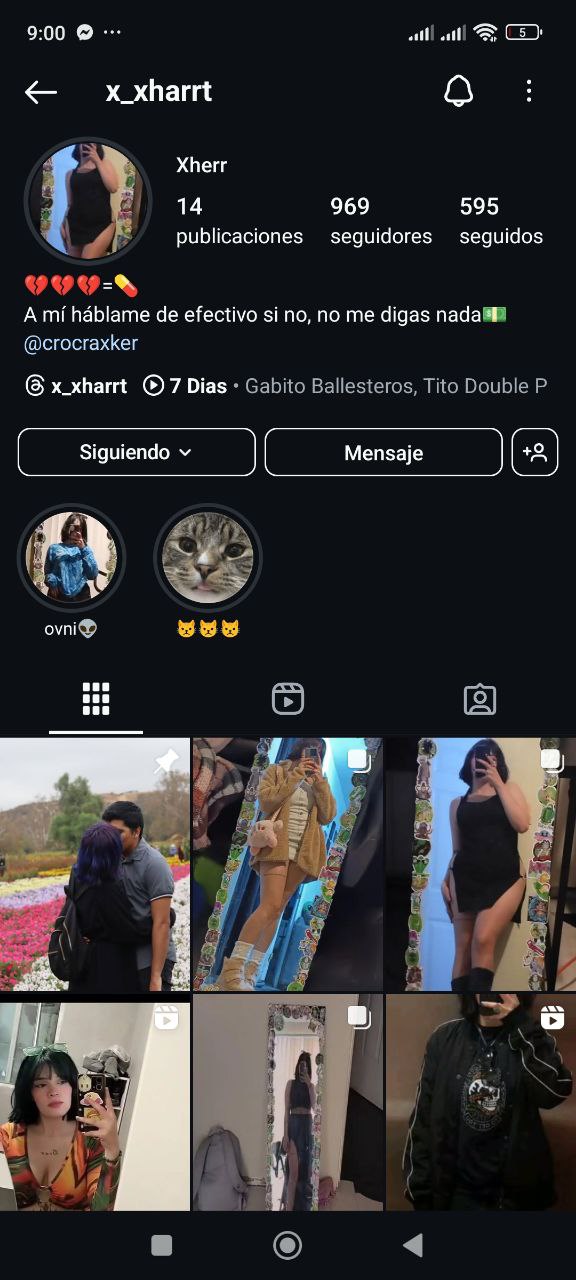 9:00
5
x_xharrt
Xherr
14
969
595
publicaciones
seguidores
seguidos
💔💔💔=💊
A mí háblame de efectivo si no, no me digas nada💵
@crocraxker
x_xharrt
7 Dias • Gabito Ballesteros, Tito Double P
Siguiendo
Mensaje
ovni👽
😾😾😾